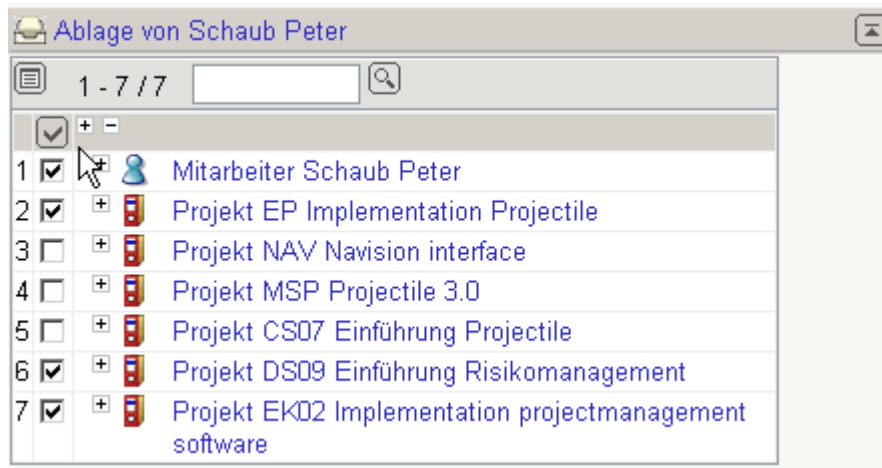 Ablage von Schaub Peter
1 - 7 / 7
1 Mitarbeiter Schaub Peter
2 Projekt EP Implementation Projectile
3 Projekt NAV Navision interface
4 Projekt MSP Projectile 3.0
5 Projekt CS07 Einführung Projectile
6 Projekt DS09 Einführung Risikomanagement
7 Projekt EK02 Implementation projectmanagement
software